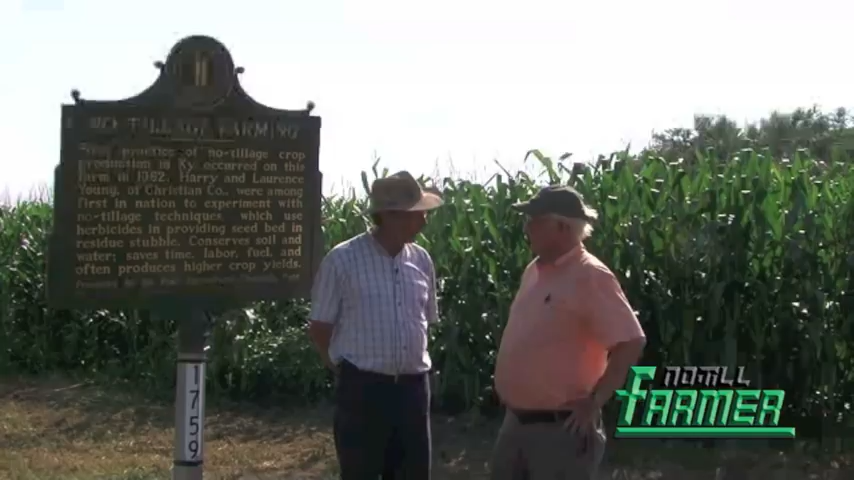 NO-TILLAGE FARMING
First practice of no-tillage crop
production in Ky. occurred on this
farm in 1962. Harry and Laurence
Young, of Christian Co., were among
first in nation to experiment with
no-tillage techniques, which use
herbicides in providing seed bed in
residue stubble. Conserves soil and
water; saves time, labor, fuel, and
often produces higher crop yields.
1759
NO-TILL
FARMER